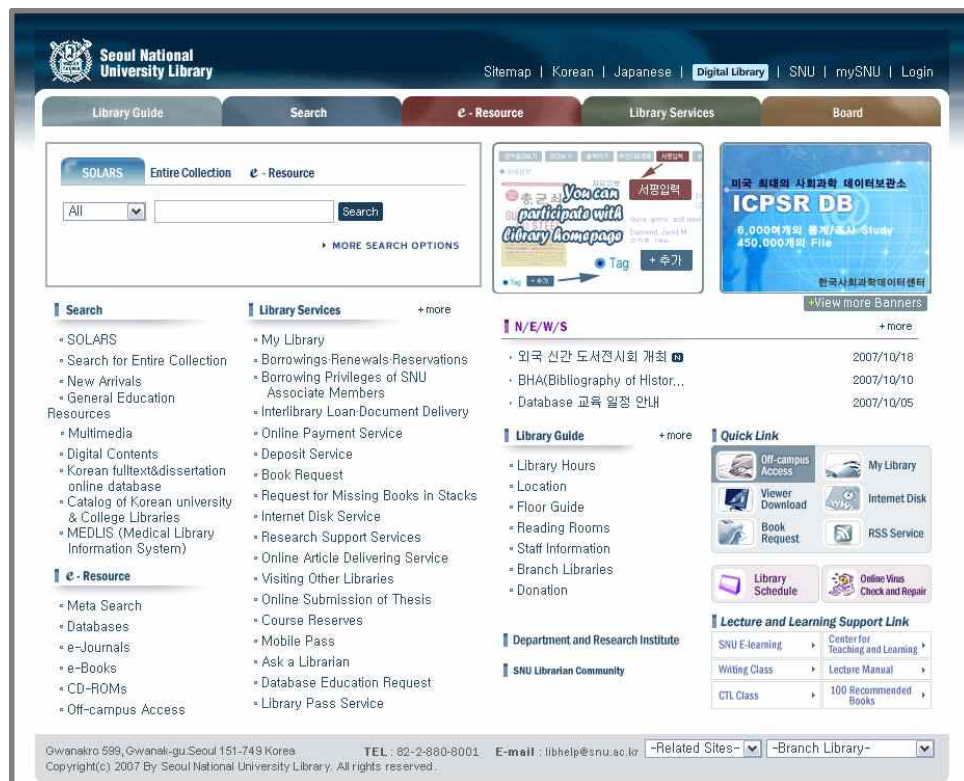 Seoul National
University Library
Sitemap | Korean | Japanese | Digital Library | SNU | mySNU | Login
Library Guide
Search
e - Resource
Library Services
Board
SOLARS
Entire Collection
e - Resource
All
Search
MORE SEARCH OPTIONS
서평입력
You can
participate with
Library homepage
서평입력
Tag
+ 추가
Tag
+ 추가
미국 최대의 사회과학 데이터보관소
ICPSR DB
6,000여개의 통계/조사 Study
450,000개의 File
한국사회과학데이터센터
+View more Banners
Search
SOLARS
Search for Entire Collection
New Arrivals
General Education
Resources
Multimedia
Digital Contents
Korean fulltext&dissertation
online database
Catalog of Korean university
& College Libraries
MEDLIS (Medical Library
Information System)
e - Resource
Meta Search
Databases
e-Journals
e-Books
CD-ROMs
Off-campus Access
Library Services
+more
My Library
Borrowings·Renewals·Reservations
Borrowing Privileges of SNU
Associate Members
Interlibrary Loan·Document Delivery
Online Payment Service
Deposit Service
Book Request
Request for Missing Books in Stacks
Internet Disk Service
Research Support Services
Online Article Delivering Service
Visiting Other Libraries
Online Submission of Thesis
Course Reserves
Mobile Pass
Ask a Librarian
Database Education Request
Library Pass Service
N/E/W/S
+more
· 외국 신간 도서전시회 개최 N 2007/10/18
· BHA(Bibliography of Histor... 2007/10/10
· Database 교육 일정 안내 2007/10/05
Library Guide
+more
Library Hours
Location
Floor Guide
Reading Rooms
Staff Information
Branch Libraries
Donation
Department and Research Institute
SNU Librarian Community
Quick Link
Off-campus
Access
My Library
Viewer
Download
Internet Disk
Book
Request
RSS Service
Library
Schedule
Online Virus
Check and Repair
Lecture and Learning Support Link
SNU E-learning
Center for
Teaching and Learning
Writing Class
Lecture Manual
CTL Class
100 Recommended
Books
Gwanakro 599, Gwanak-gu.Seoul 151-749 Korea TEL : 82-2-880-8001 E-mail : libhelp@snu.ac.kr
-Related Sites-
-Branch Library-
Copyright(c) 2007 By Seoul National University Library. All rights reserved.